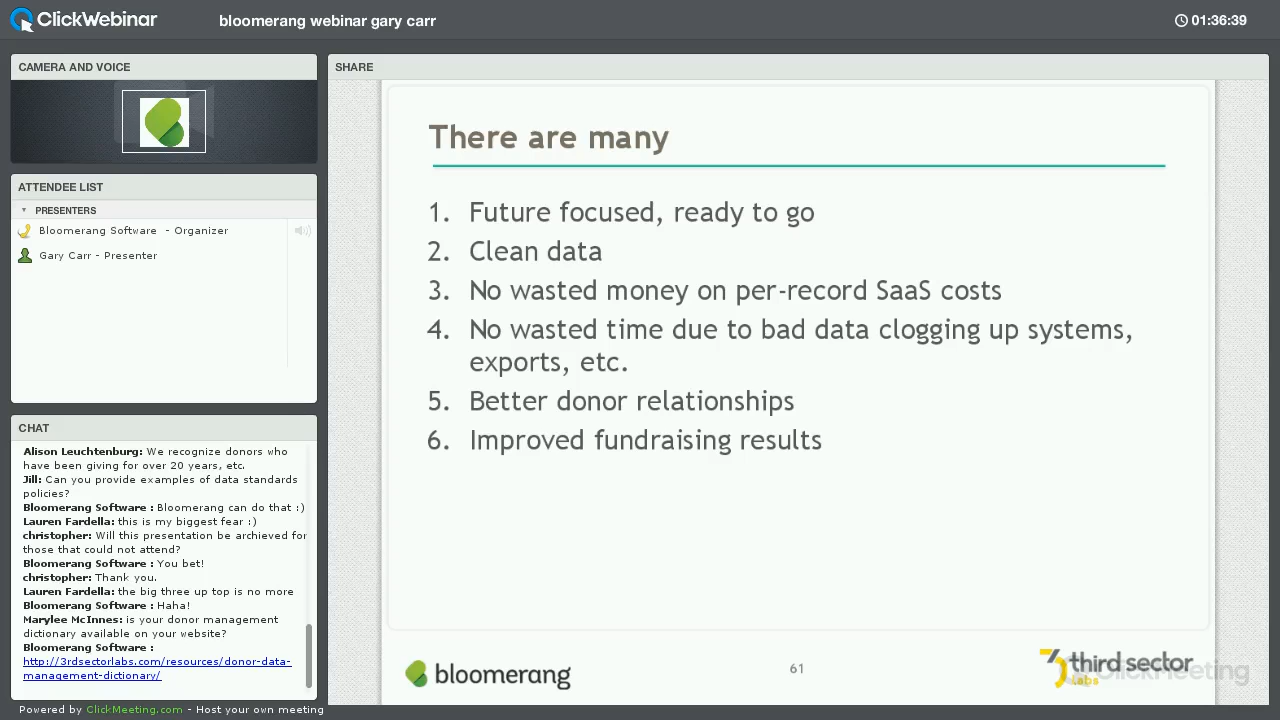 ClickWebinar
bloomerang webinar gary carr
01:36:39
CAMERA AND VOICE
SHARE
ATTENDEE LIST
PRESENTERS
Bloomerang Software - Organizer
Gary Carr - Presenter
CHAT
Alison Leuchtenburg: We recognize donors who
have been giving for over 20 years, etc.
Jill: Can you provide examples of data standards
policies?
Bloomerang Software : Bloomerang can do that :)
Lauren Fardella: this is my biggest fear :)
christopher: Will this presentation be archieved for
those that could not attend?
Bloomerang Software : You bet!
christopher: Thank you.
Lauren Fardella: the big three up top is no more
Bloomerang Software : Haha!
Marylee McInnes: is your donor management
dictionary available on your website?
Bloomerang Software :
http://3rdsectorlabs.com/resources/donor-data-
management-dictionary/
Powered by ClickMeeting.com - Host your own meeting
There are many
1. Future focused, ready to go
2. Clean data
3. No wasted money on per-record SaaS costs
4. No wasted time due to bad data clogging up systems,
exports, etc.
5. Better donor relationships
6. Improved fundraising results
bloomerang
61
third sector
labs
ClickMeeting